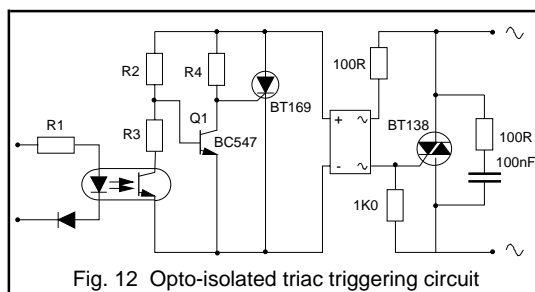 R1
R2
R3
R4
Q1
BC547
BT169
+
-
~
~
100R
BT138
1K0
100R
100nF
~
~
Fig. 12 Opto-isolated triac triggering circuit